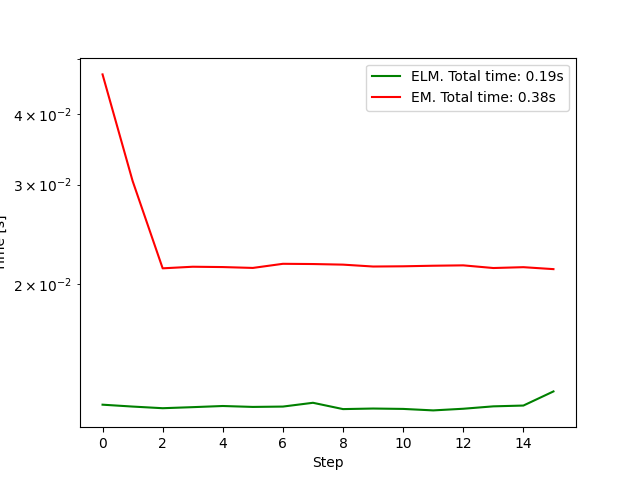 ELM. Total time: 0.19s
EM. Total time: 0.38s
4 × 10⁻²
3 × 10⁻²
2 × 10⁻²
0 2 4 6 8 10 12 14
Step